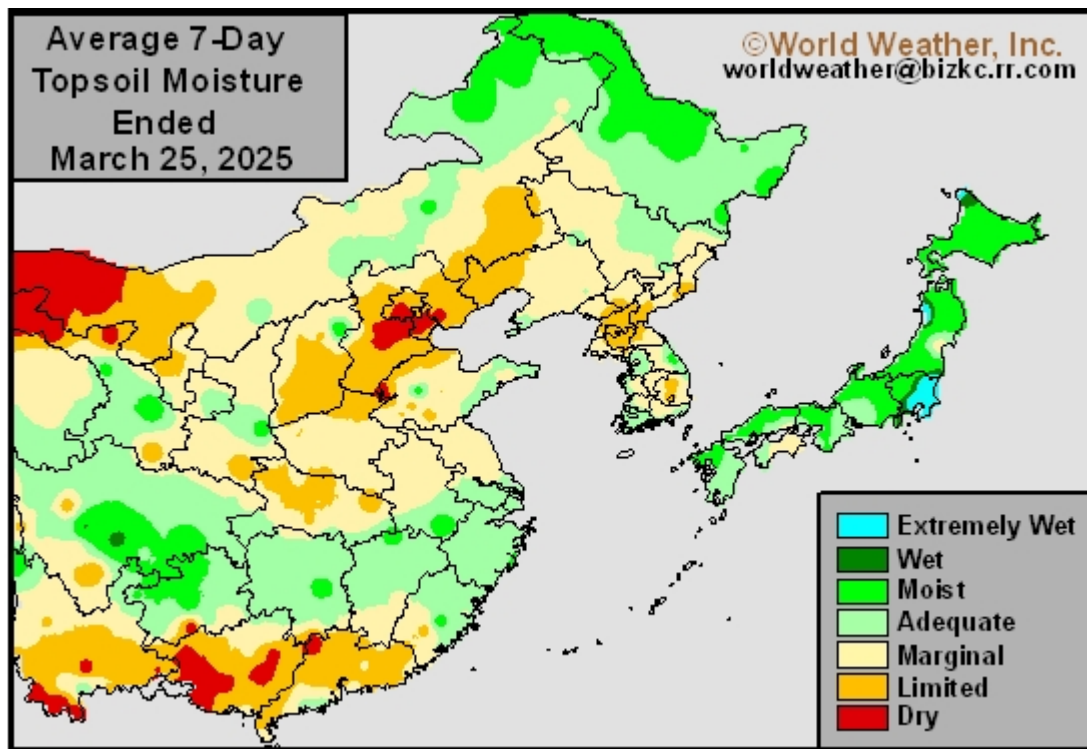 Average 7-Day
Topsoil Moisture
Ended
March 25, 2025
©World Weather, Inc.
worldweather@bizkc.rr.com
Extremely Wet
Wet
Moist
Adequate
Marginal
Limited
Dry